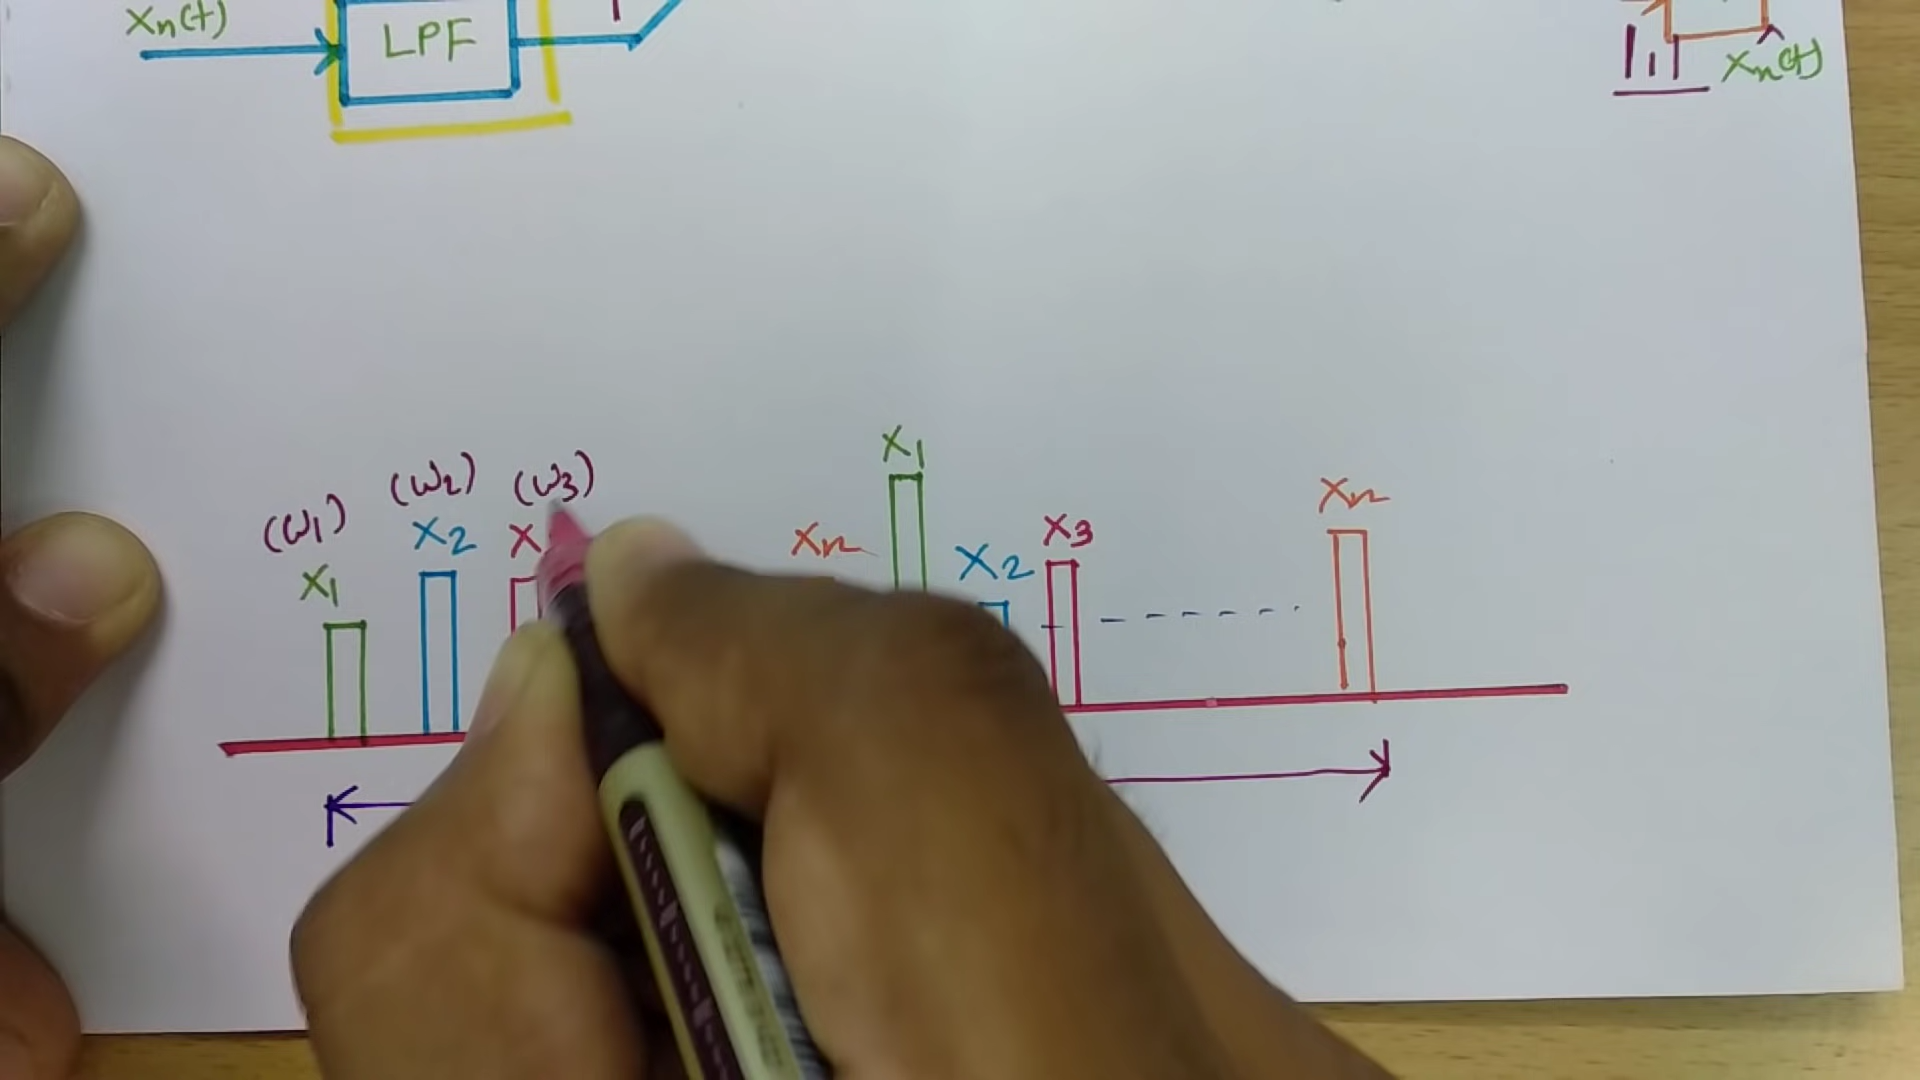 xn(t)
LPF
xn(t)
(ω1) (ω2) (ω3)
x1 x2 x xn x1 x2 x3 xn